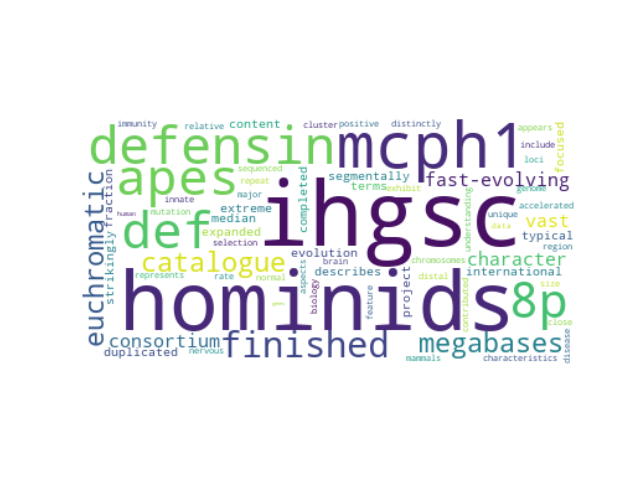 immunity relative content cluster positive distinctly appears
defensin mcph1 include focused
loci
apes sequenced segmentally fast-evolving genome
repeat terms
euchromatic fraction innate major completed ihgsc understanding accelerated
mutation extreme unique vast
def expanded median data typical
strikingly selection evolution region
catalogue normal brain chromosomes character
represents rate describes distal international
hominids aspects biology feature project 8p size
human genes contributed close
consortium finished megabases disease
duplicated nervous mammals characteristics